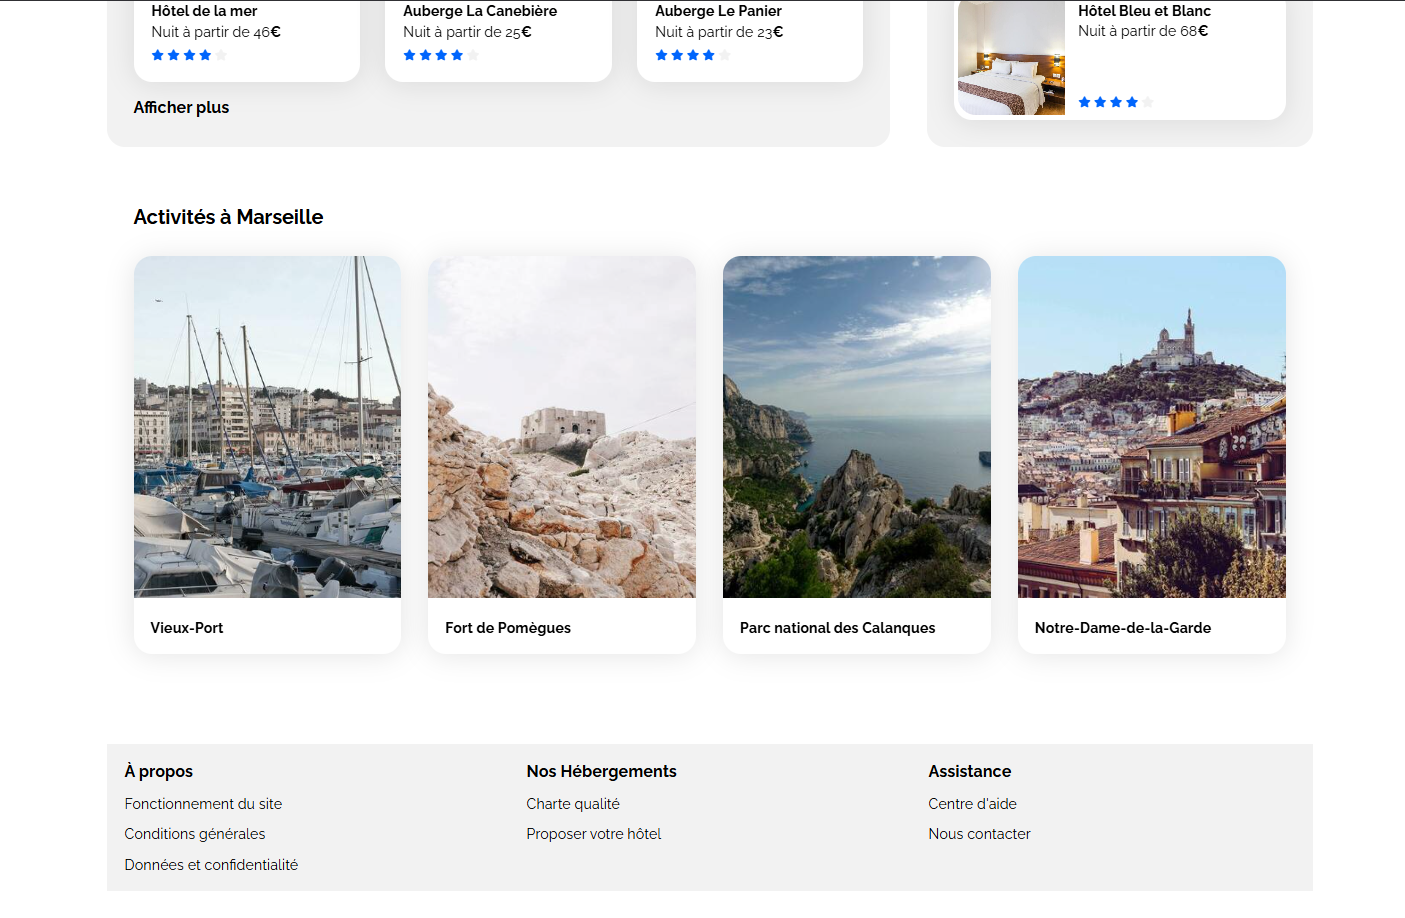 Hôtel de la mer
Nuit à partir de 46€
Auberge La Canebière
Nuit à partir de 25€
Auberge Le Panier
Nuit à partir de 23€
Afficher plus
Hôtel Bleu et Blanc
Nuit à partir de 68€
Activités à Marseille
Vieux-Port
Fort de Pomègues
Parc national des Calanques
Notre-Dame-de-la-Garde
À propos
Fonctionnement du site
Conditions générales
Données et confidentialité
Nos Hébergements
Charte qualité
Proposer votre hôtel
Assistance
Centre d'aide
Nous contacter